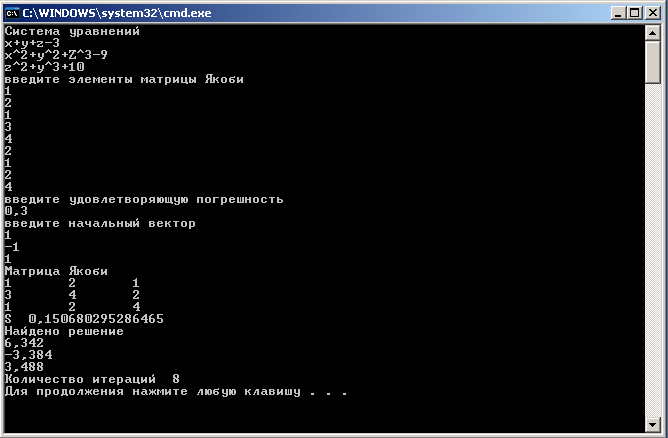 C:\WINDOWS\system32\cmd.exe
Система уравнений
x+y+z-3
x^2+y^2+Z^3-9
z^2+y^3+10
введите элементы матрицы Якоби
1
2
1
3
4
2
1
2
4
введите удовлетворяющую погрешность
0,3
введите начальный вектор
1
-1
1
Матрица Якоби
1 2 1
3 4 2
1 2 4
S 0,150680295286465
Найдено решение
6,342
-3,384
3,488
Количество итераций 8
Для продолжения нажмите любую клавишу . . .